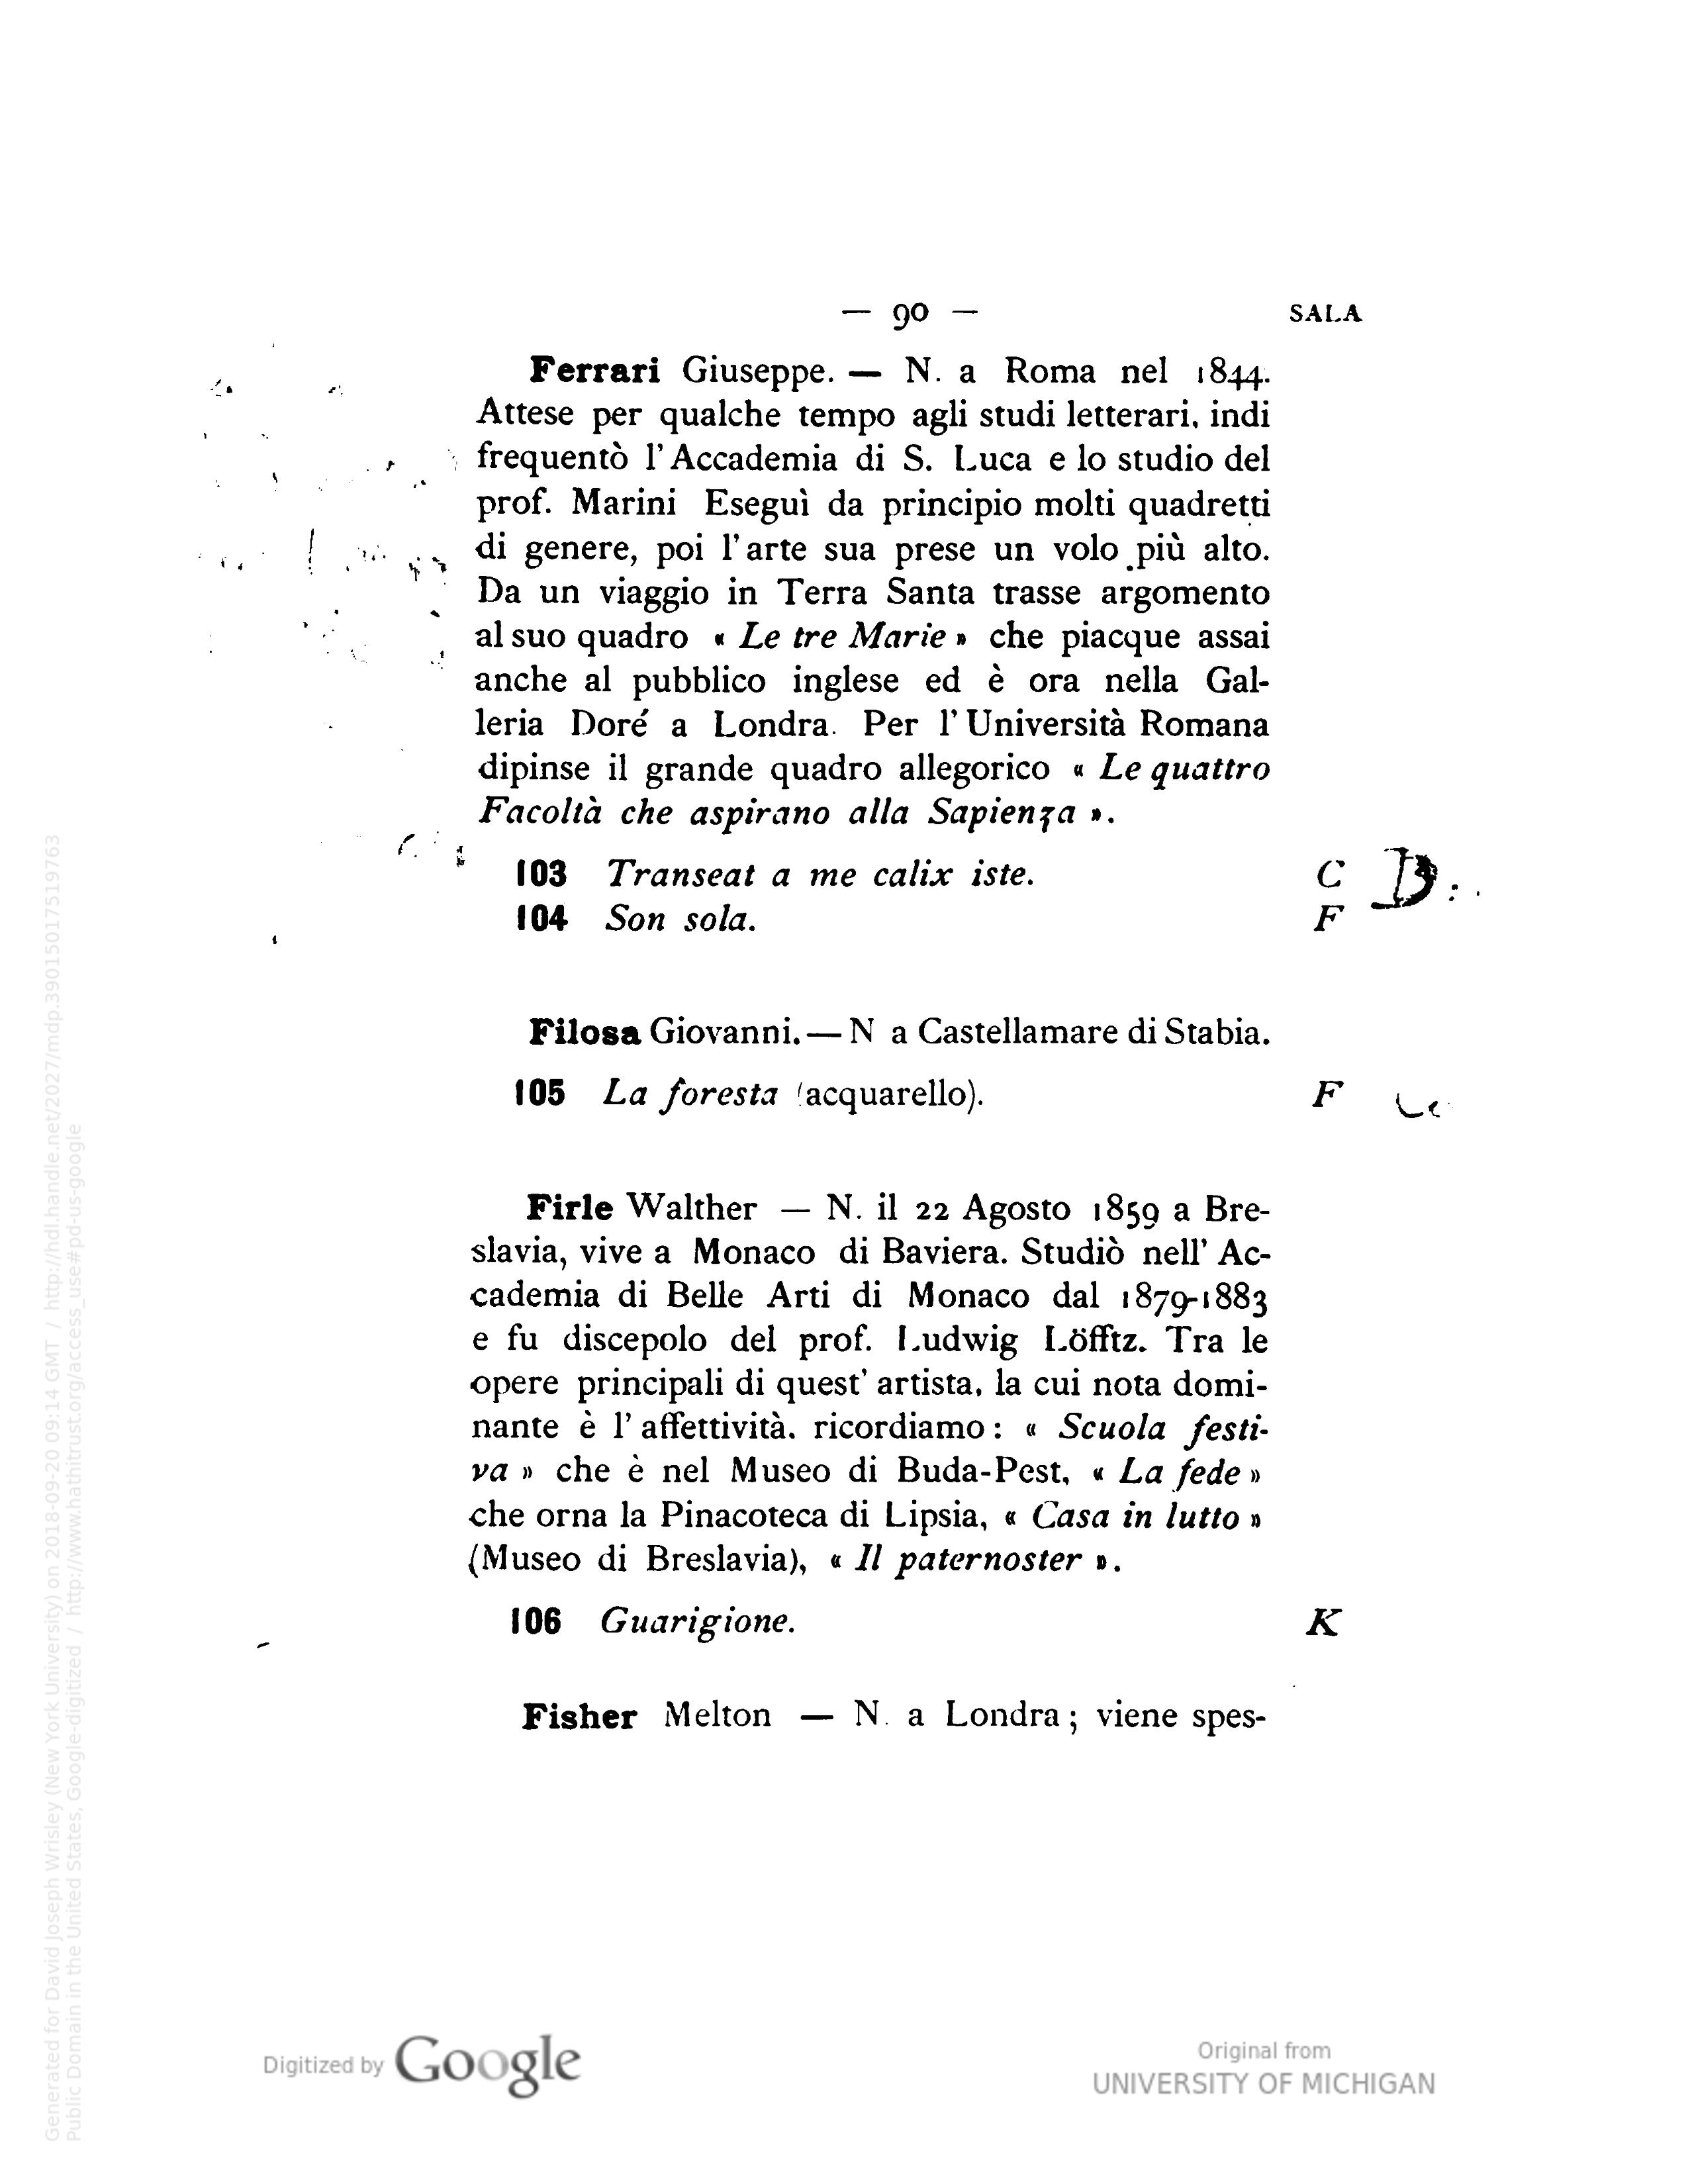 — 90 — SALA
Ferrari Giuseppe. — N. a Roma nel 1844.
Attese per qualche tempo agli studi letterari, indi
frequentò l'Accademia di S. Luca e lo studio del
prof. Marini Eseguì da principio molti quadretti
di genere, poi l'arte sua prese un volo più alto.
Da un viaggio in Terra Santa trasse argomento
al suo quadro « Le tre Marie » che piacque assai
anche al pubblico inglese ed è ora nella Gal-
leria Doré a Londra. Per l'Università Romana
dipinse il grande quadro allegorico « Le quattro
Facoltà che aspirano alla Sapienza ».
103 Transeat a me calix iste. C D
104 Son sola. F
Filosa Giovanni. — N a Castellamare di Stabia.
105 La foresta (acquarello). F
Firle Walther — N. il 22 Agosto 1859 a Bre-
slavia, vive a Monaco di Baviera. Studiò nell' Ac-
cademia di Belle Arti di Monaco dal 1879-1883
e fu discepolo del prof. Ludwig Löfftz. Tra le
opere principali di quest' artista, la cui nota domi-
nante è l' affettività. ricordiamo : « Scuola festi-
va » che è nel Museo di Buda-Pest, « La fede »
che orna la Pinacoteca di Lipsia, « Casa in lutto »
(Museo di Breslavia), « Il paternoster ».
106 Guarigione. K
Fisher Melton — N. a Londra ; viene spes-
Digitized by Google
Original from
UNIVERSITY OF MICHIGAN
Generated for David Joseph Wrisley (New York University) on 2018-09-20 09:14 GMT / http://hdl.handle.net/2027/mdp.39015017519763
Public Domain in the United States, Google-digitized / http://www.hathitrust.org/access_use#pd-us-google